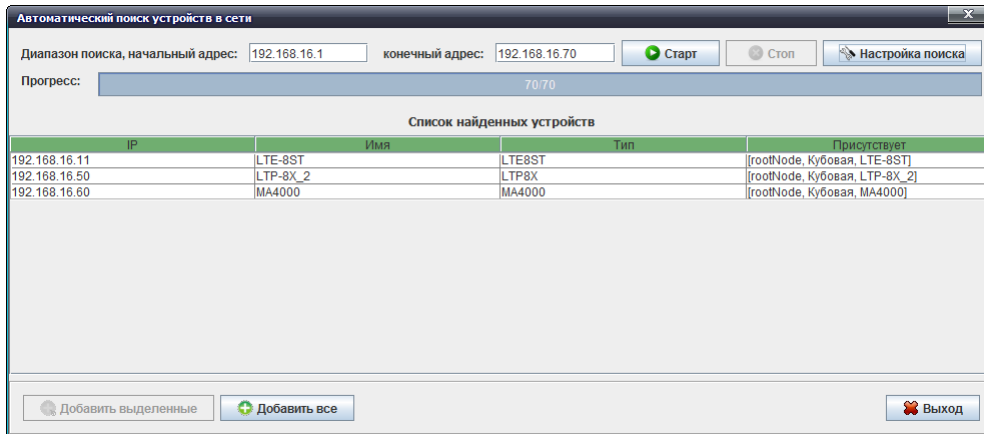 Автоматический поиск устройств в сети
X
Диапазон поиска, начальный адрес: 192.168.16.1 конечный адрес: 192.168.16.70 Старт Стоп Настройка поиска
Прогресс: 70/70
Список найденных устройств
IP Имя Тип Присутствует
192.168.16.11 LTE-8ST LTE8ST [rootNode, Кубовая, LTE-8ST]
192.168.16.50 LTP-8X_2 LTP8X [rootNode, Кубовая, LTP-8X_2]
192.168.16.60 MA4000 MA4000 [rootNode, Кубовая, MA4000]
Добавить выделенные Добавить все Выход